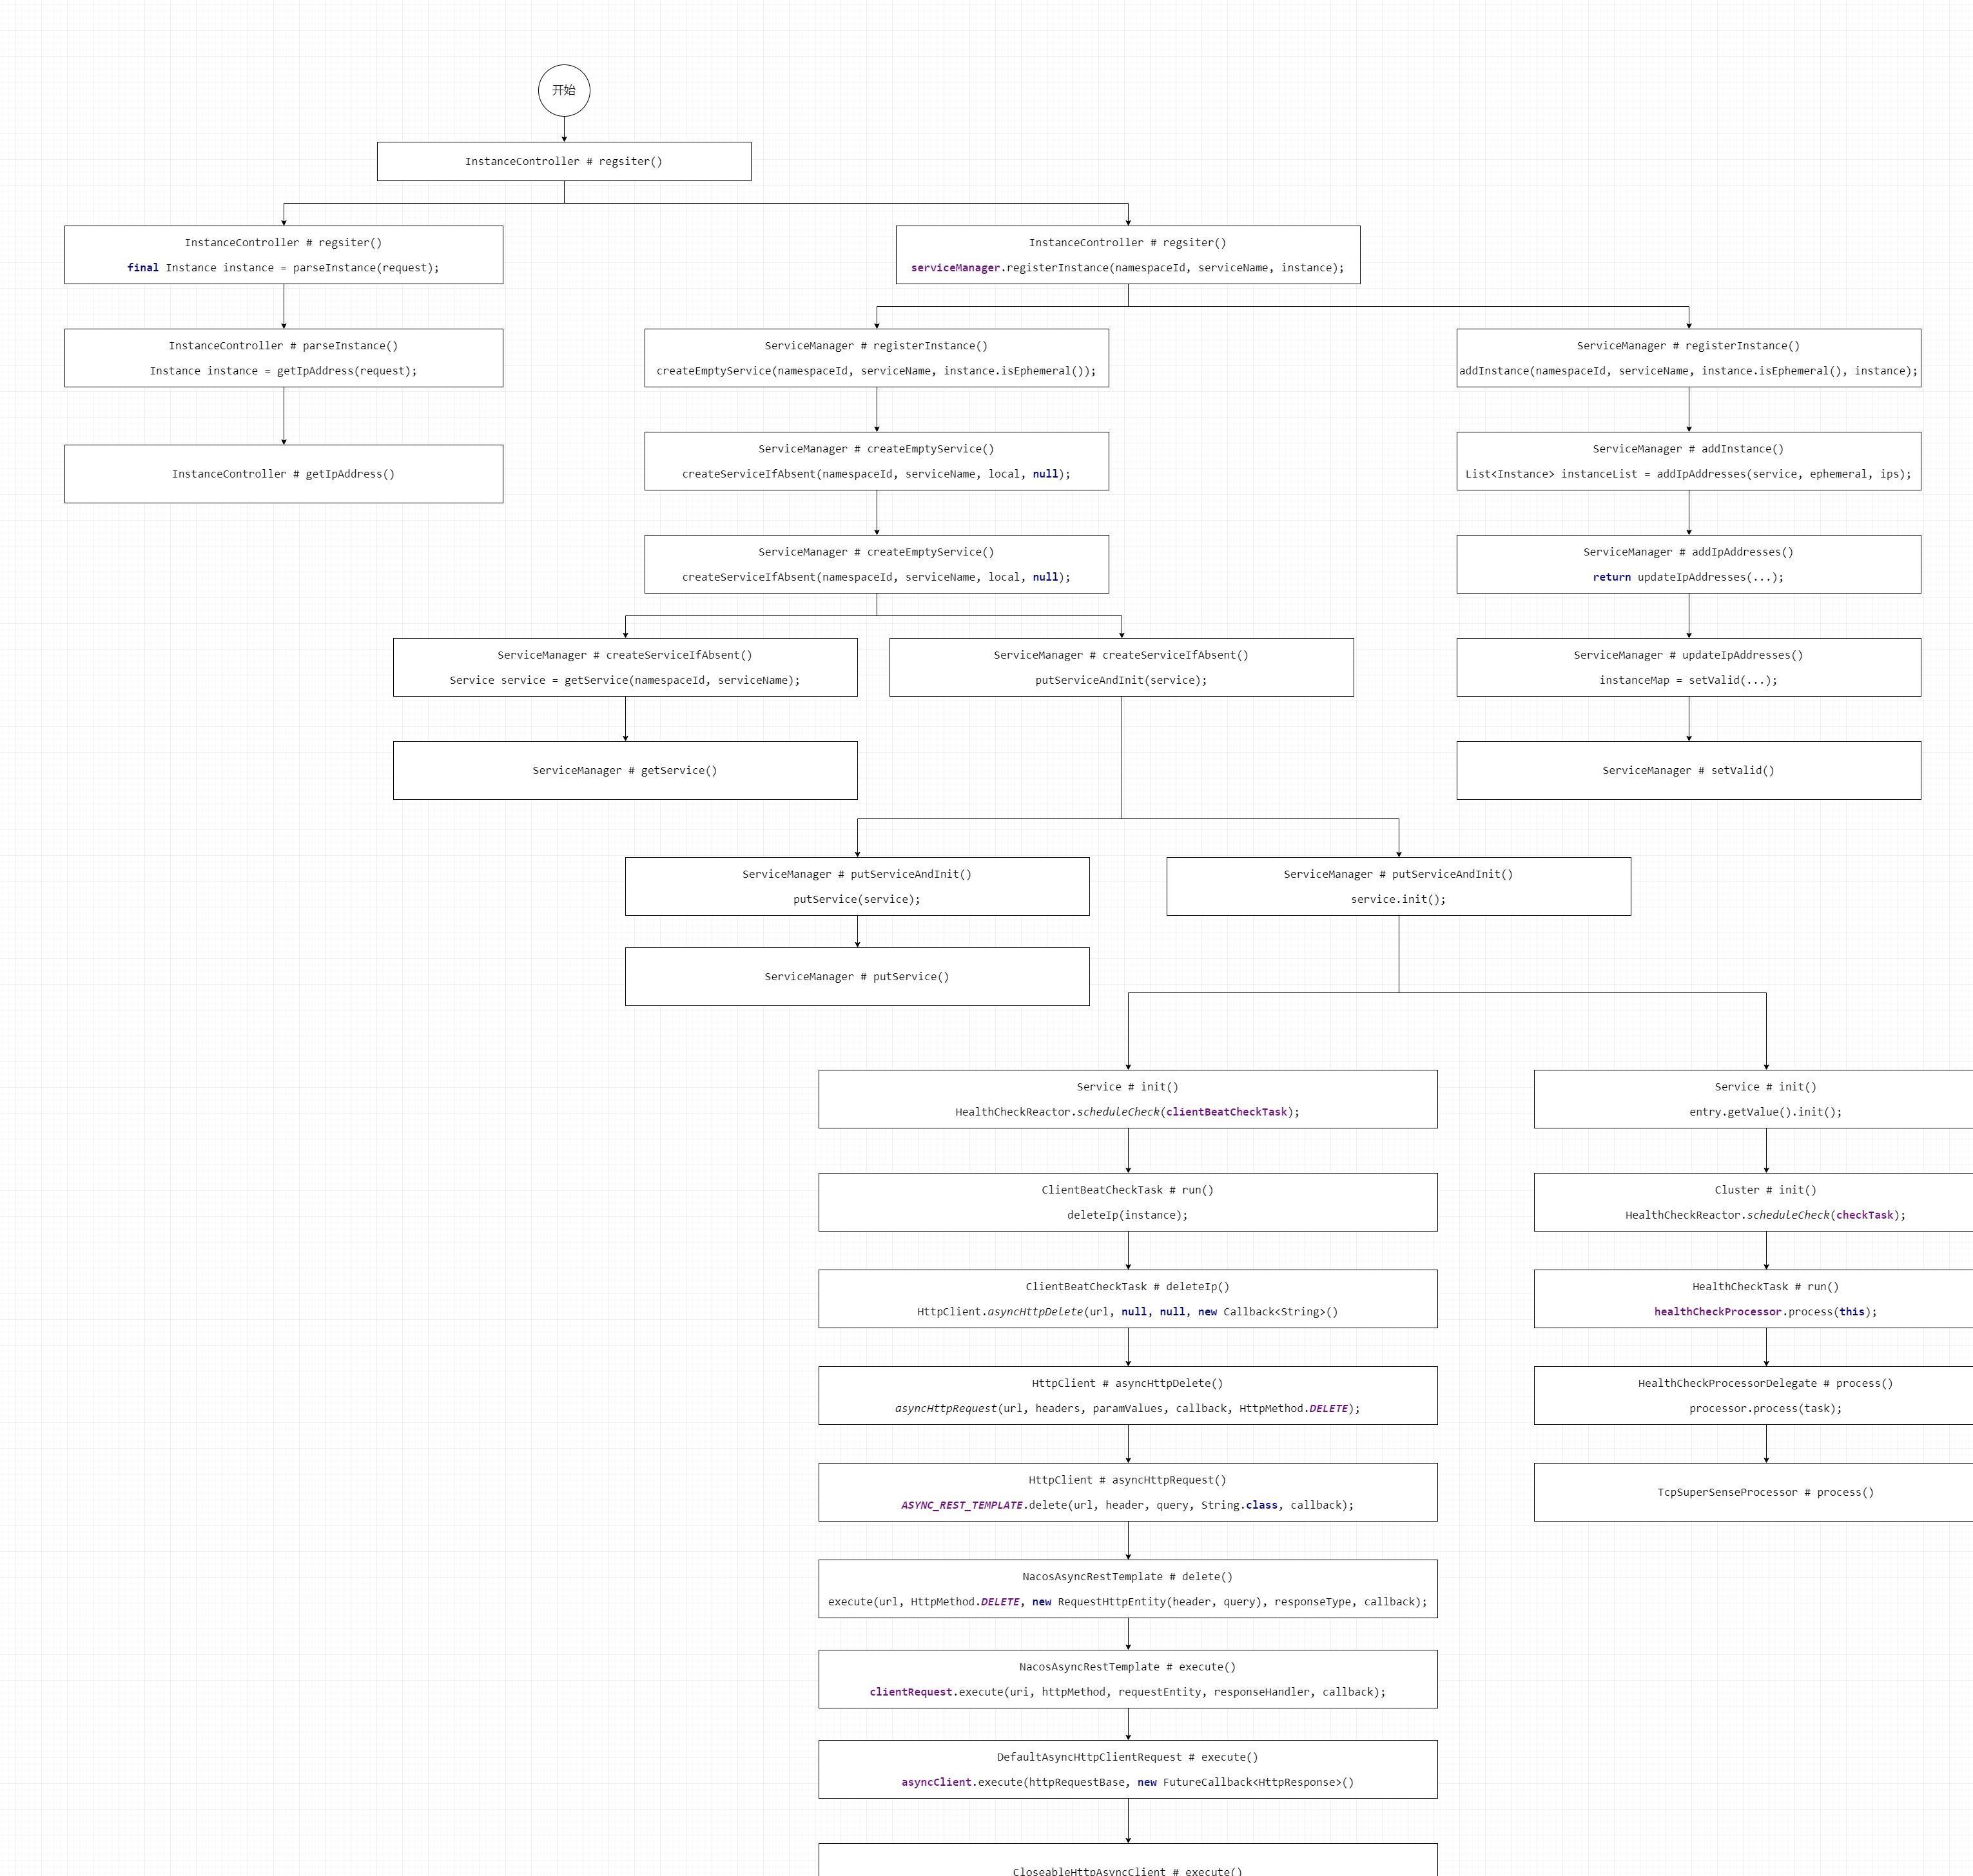 开始
InstanceController # regsiter()
InstanceController # regsiter()
final Instance instance = parseInstance(request);
InstanceController # regsiter()
serviceManager.registerInstance(namespaceId, serviceName, instance);
InstanceController # parseInstance()
Instance instance = getIpAddress(request);
ServiceManager # registerInstance()
createEmptyService(namespaceId, serviceName, instance.isEphemeral());
ServiceManager # registerInstance()
addInstance(namespaceId, serviceName, instance.isEphemeral(), instance);
InstanceController # getIpAddress()
ServiceManager # createEmptyService()
createServiceIfAbsent(namespaceId, serviceName, local, null);
ServiceManager # addInstance()
List<Instance> instanceList = addIpAddresses(service, ephemeral, ips);
ServiceManager # createEmptyService()
createServiceIfAbsent(namespaceId, serviceName, local, null);
ServiceManager # addIpAddresses()
return updateIpAddresses(...);
ServiceManager # createServiceIfAbsent()
Service service = getService(namespaceId, serviceName);
ServiceManager # createServiceIfAbsent()
putServiceAndInit(service);
ServiceManager # updateIpAddresses()
instanceMap = setValid(...);
ServiceManager # getService()
ServiceManager # setValid()
ServiceManager # putServiceAndInit()
putService(service);
ServiceManager # putServiceAndInit()
service.init();
ServiceManager # putService()
Service # init()
HealthCheckReactor.scheduleCheck(clientBeatCheckTask);
Service # init()
entry.getValue().init();
ClientBeatCheckTask # run()
deleteIp(instance);
Cluster # init()
HealthCheckReactor.scheduleCheck(checkTask);
ClientBeatCheckTask # deleteIp()
HttpClient.asyncHttpDelete(url, null, null, new Callback<String>()
HealthCheckTask # run()
healthCheckProcessor.process(this);
HttpClient # asyncHttpDelete()
asyncHttpRequest(url, headers, paramValues, callback, HttpMethod.DELETE);
HealthCheckProcessorDelegate # process()
processor.process(task);
HttpClient # asyncHttpRequest()
ASYNC_REST_TEMPLATE.delete(url, header, query, String.class, callback);
TcpSuperSenseProcessor # process()
NacosAsyncRestTemplate # delete()
execute(url, HttpMethod.DELETE, new RequestHttpEntity(header, query), responseType, callback);
NacosAsyncRestTemplate # execute()
clientRequest.execute(uri, httpMethod, requestEntity, responseHandler, callback);
DefaultAsyncHttpClientRequest # execute()
asyncClient.execute(httpRequestBase, new FutureCallback<HttpResponse>()
CloseableHttpAsyncClient # execute()